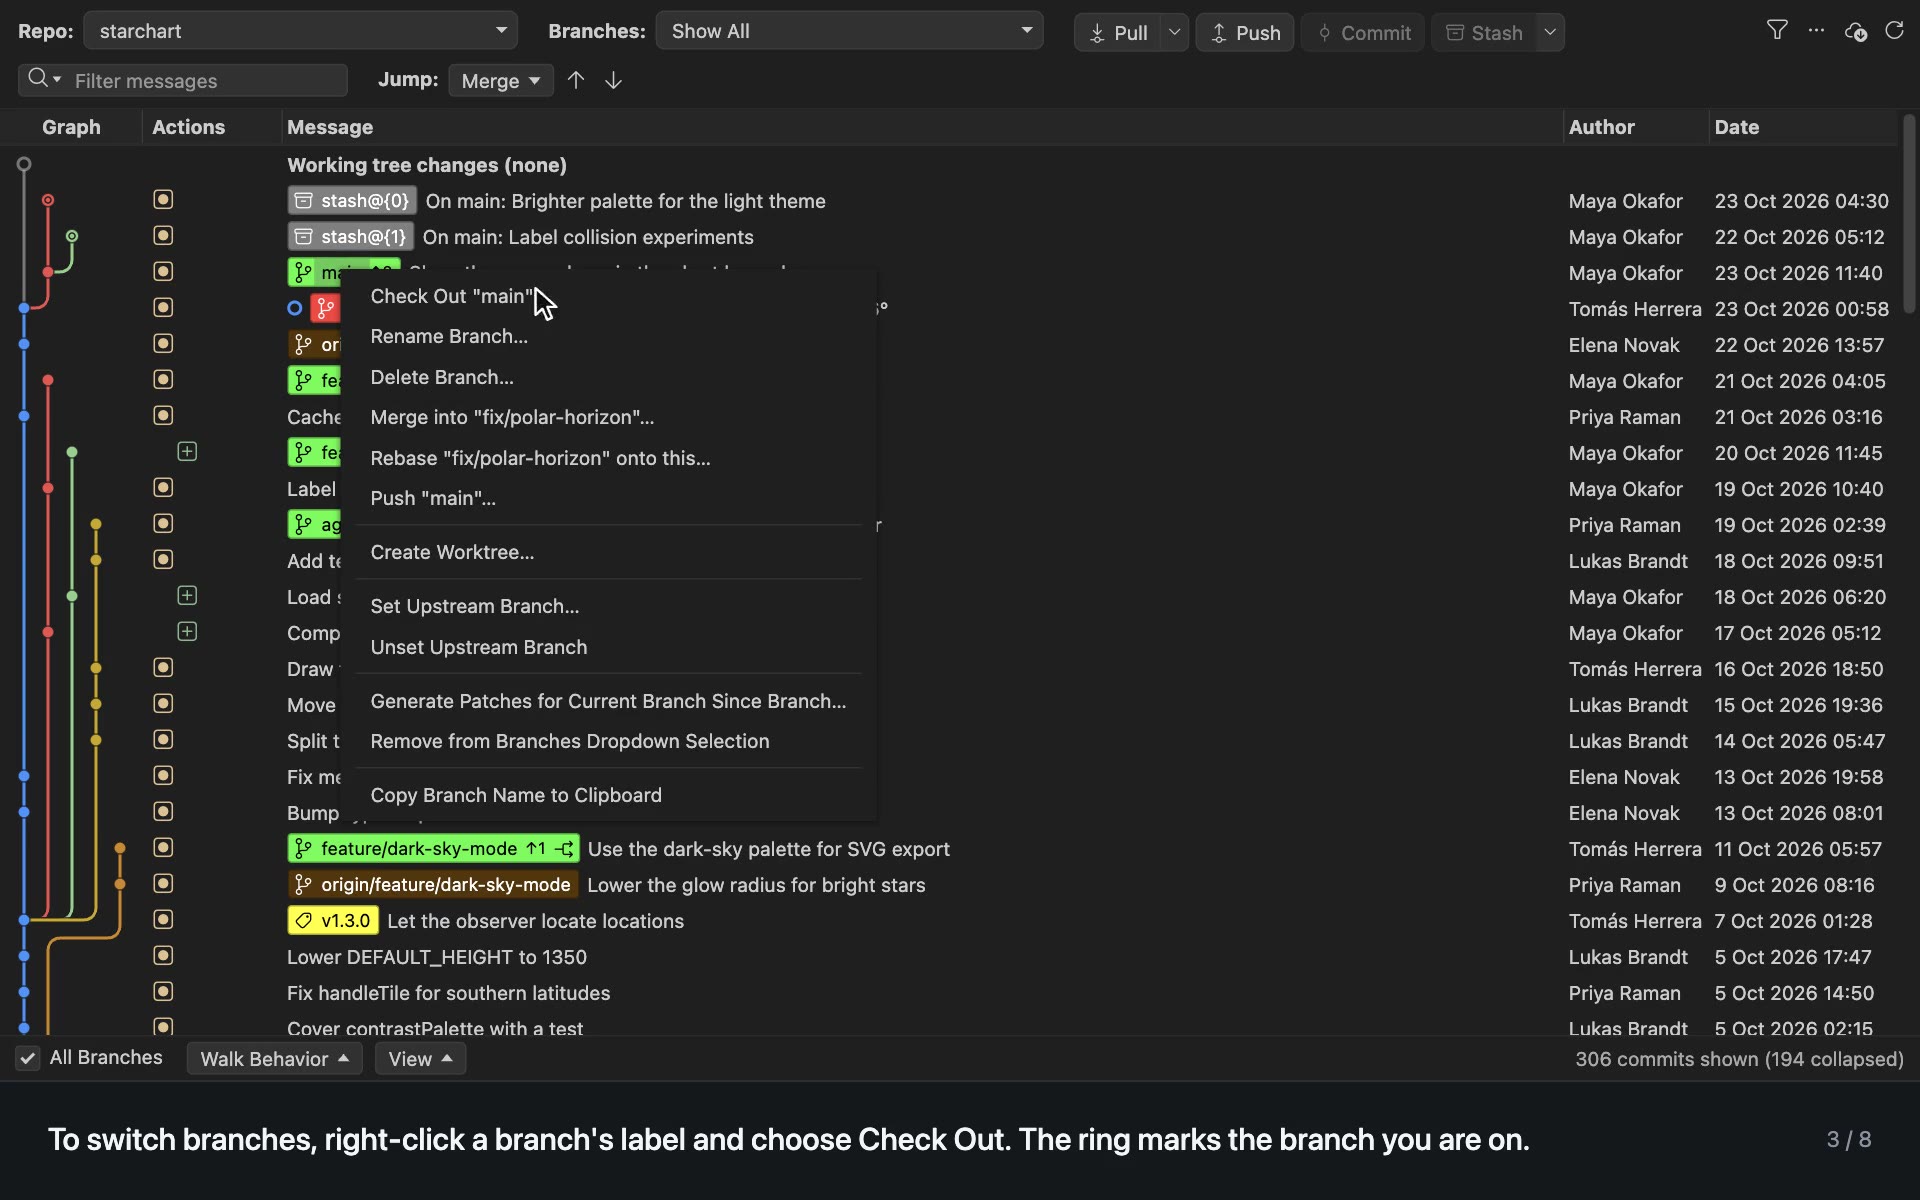 Repo: starchart Branches: Show All Pull Push Commit Stash
Filter messages Jump: Merge
Graph Actions Message Author Date
Working tree changes (none)
stash@{0} On main: Brighter palette for the light theme Maya Okafor 23 Oct 2026 04:30
stash@{1} On main: Label collision experiments Maya Okafor 22 Oct 2026 05:12
Maya Okafor 23 Oct 2026 11:40
Check Out "main"
Tomás Herrera 23 Oct 2026 00:58
Rename Branch...
ori Elena Novak 22 Oct 2026 13:57
Delete Branch...
fea Maya Okafor 21 Oct 2026 04:05
Cache Merge into "fix/polar-horizon"... Priya Raman 21 Oct 2026 03:16
fea Rebase "fix/polar-horizon" onto this... Maya Okafor 20 Oct 2026 11:45
Label Push "main"... Maya Okafor 19 Oct 2026 10:40
ag r Priya Raman 19 Oct 2026 02:39
Create Worktree...
Add te Lukas Brandt 18 Oct 2026 09:51
Load Set Upstream Branch... Maya Okafor 18 Oct 2026 06:20
Comp Unset Upstream Branch Maya Okafor 17 Oct 2026 05:12
Draw Tomás Herrera 16 Oct 2026 18:50
Move Generate Patches for Current Branch Since Branch... Lukas Brandt 15 Oct 2026 19:36
Split t Remove from Branches Dropdown Selection Lukas Brandt 14 Oct 2026 05:47
Fix me Elena Novak 13 Oct 2026 19:58
Copy Branch Name to Clipboard
Bump Elena Novak 13 Oct 2026 08:01
feature/dark-sky-mode ↑1 Use the dark-sky palette for SVG export Tomás Herrera 11 Oct 2026 05:57
origin/feature/dark-sky-mode Lower the glow radius for bright stars Priya Raman 9 Oct 2026 08:16
v1.3.0 Let the observer locate locations Tomás Herrera 7 Oct 2026 01:28
Lower DEFAULT_HEIGHT to 1350 Lukas Brandt 5 Oct 2026 17:47
Fix handleTile for southern latitudes Priya Raman 5 Oct 2026 14:50
Cover contrastPalette with a test Lukas Brandt 5 Oct 2026 02:15
All Branches Walk Behavior View 306 commits shown (194 collapsed)
To switch branches, right-click a branch's label and choose Check Out. The ring marks the branch you are on. 3 / 8